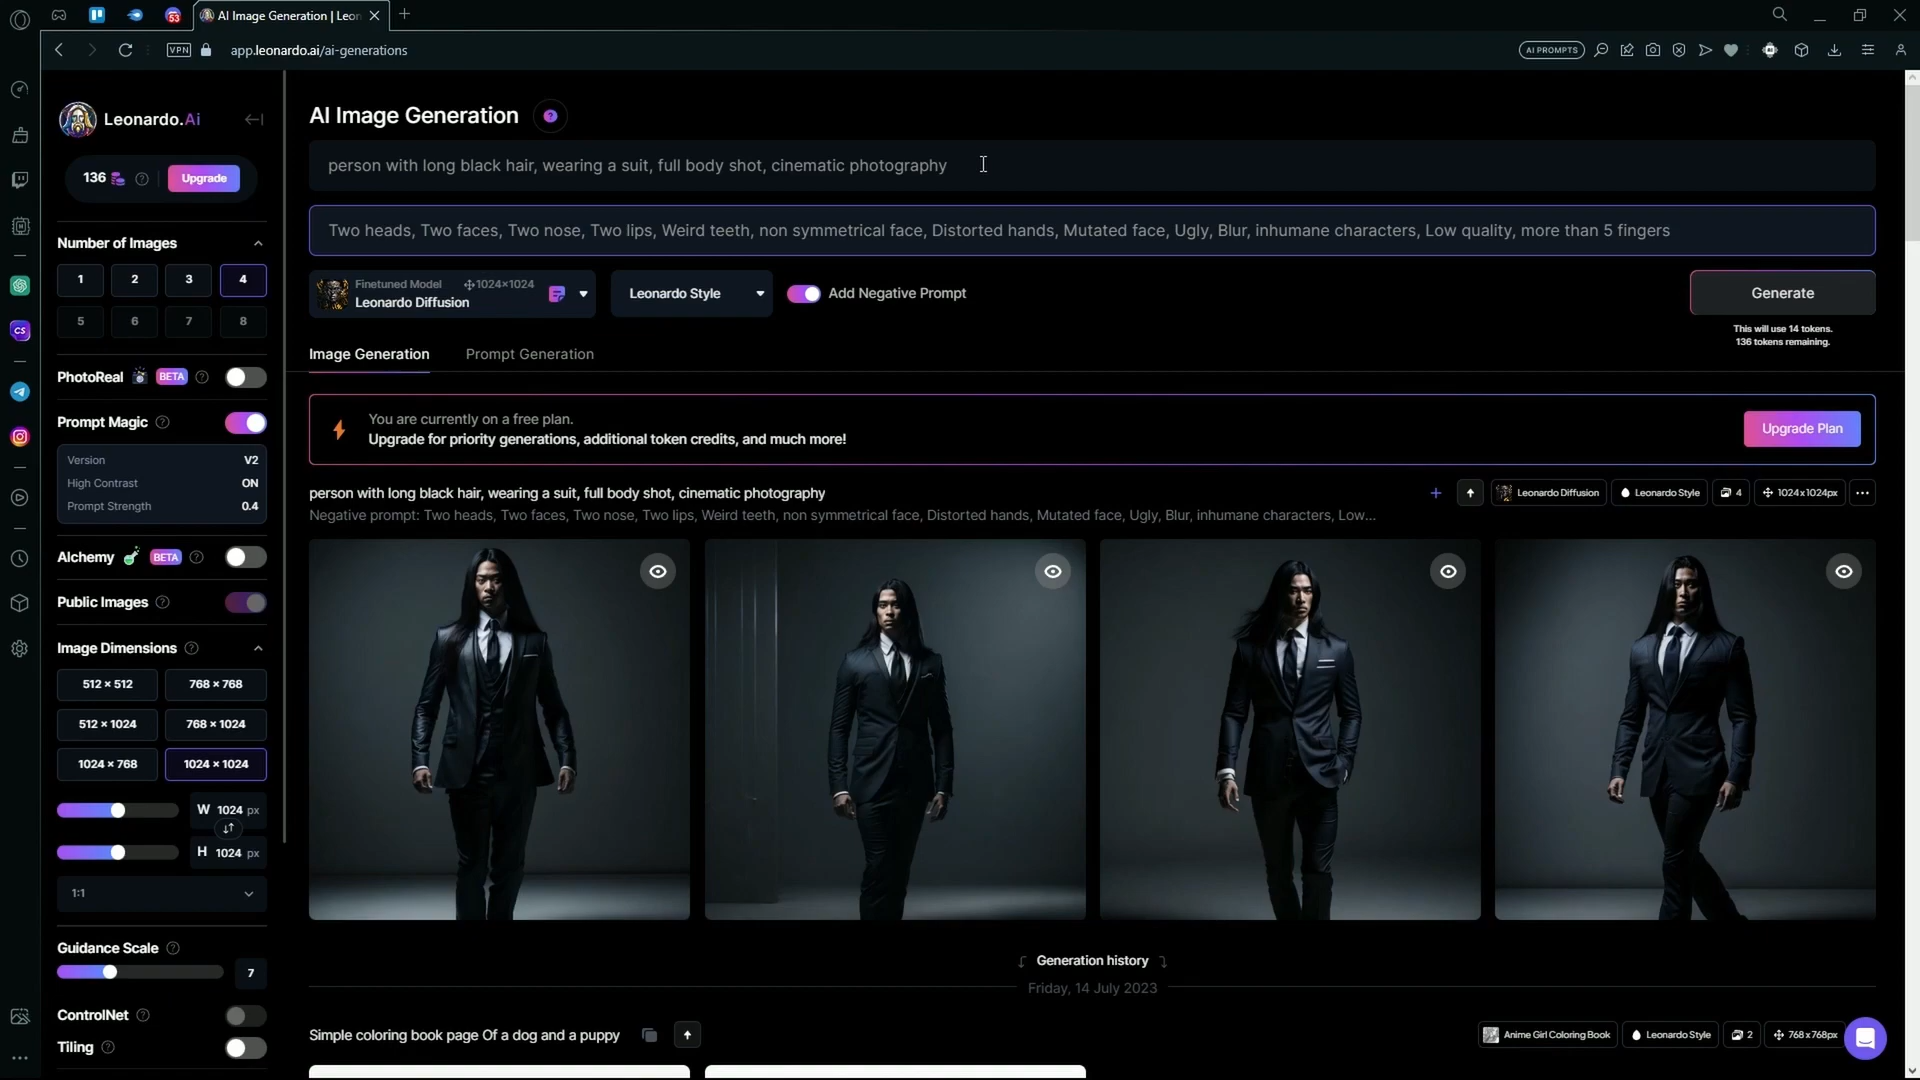 53
AI Image Generation | Leon
VPN
app.leonardo.ai/ai-generations
AI PROMPTS
Leonardo.Ai
136
Upgrade
Number of Images
1
2
3
4
5
6
7
8
PhotoReal
BETA
Prompt Magic
Version V2
High Contrast ON
Prompt Strength 0.4
Alchemy
BETA
Public Images
Image Dimensions
512 × 512
768 × 768
512 × 1024
768 × 1024
1024 × 768
1024 × 1024
W 1024 px
H 1024 px
1:1
Guidance Scale
7
ControlNet
Tiling
CS
AI Image Generation
person with long black hair, wearing a suit, full body shot, cinematic photography
Two heads, Two faces, Two nose, Two lips, Weird teeth, non symmetrical face, Distorted hands, Mutated face, Ugly, Blur, inhumane characters, Low quality, more than 5 fingers
Finetuned Model
1024×1024
Leonardo Diffusion
Leonardo Style
Add Negative Prompt
Generate
This will use 14 tokens.
136 tokens remaining.
Image Generation
Prompt Generation
You are currently on a free plan.
Upgrade for priority generations, additional token credits, and much more!
Upgrade Plan
person with long black hair, wearing a suit, full body shot, cinematic photography
Leonardo Diffusion
Leonardo Style
4
1024x1024px
Negative prompt: Two heads, Two faces, Two nose, Two lips, Weird teeth, non symmetrical face, Distorted hands, Mutated face, Ugly, Blur, inhumane characters, Low...
Generation history
Friday, 14 July 2023
Simple coloring book page Of a dog and a puppy
Anime Girl Coloring Book
Leonardo Style
2
768x768px